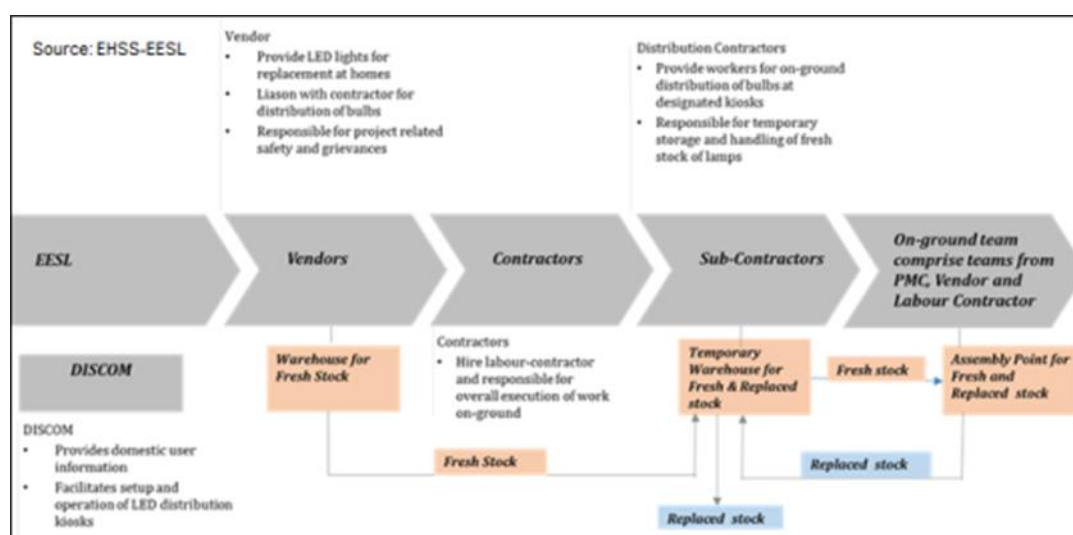 Source: EHSS-EESL
Vendor
• Provide LED lights for
replacement at homes
• Liason with contractor for
distribution of bulbs
• Responsible for project related
safety and grievances
Distribution Contractors
• Provide workers for on-ground
distribution of bulbs at
designated kiosks
• Responsible for temporary
storage and handling of fresh
stock of lamps
EESL
Vendors
Contractors
Sub-Contractors
On-ground team
comprise teams from
PMC, Vendor and
Labour Contractor
DISCOM
Warehouse for
Fresh Stock
Contractors
• Hire labour-contractor
and responsible for
overall execution of work
on-ground
Temporary
Warehouse for
Fresh & Replaced
stock
Fresh stock
Assembly Point for
Fresh and
Replaced stock
DISCOM
• Provides domestic user
information
• Facilitates setup and
operation of LED distribution
kiosks
Fresh Stock
Replaced stock
Replaced stock